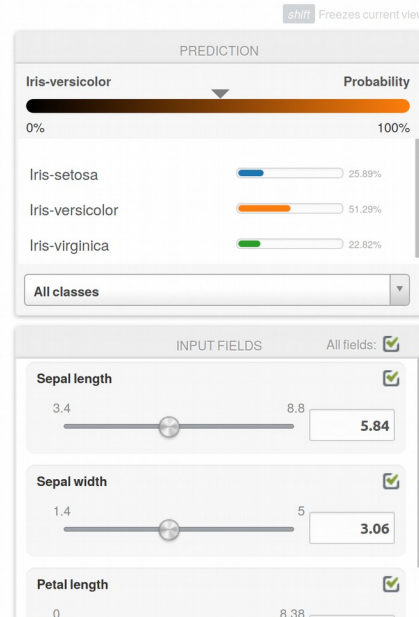 shift Freezes current view
PREDICTION
Iris-versicolor Probability
0% 100%
Iris-setosa 25.89%
Iris-versicolor 51.29%
Iris-virginica 22.82%
All classes
INPUT FIELDS All fields:
Sepal length
3.4 8.8
5.84
Sepal width
1.4 5
3.06
Petal length
0 8.38